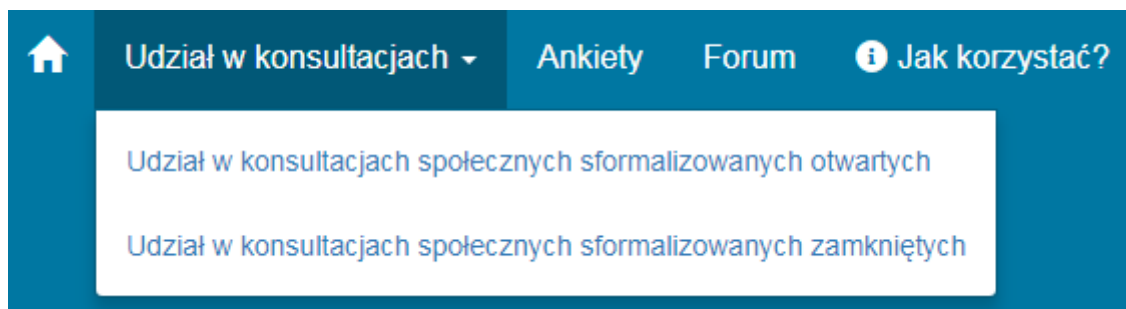 Udział w konsultacjach Ankiety Forum Jak korzystać?
Udział w konsultacjach społecznych sformalizowanych otwartych
Udział w konsultacjach społecznych sformalizowanych zamkniętych